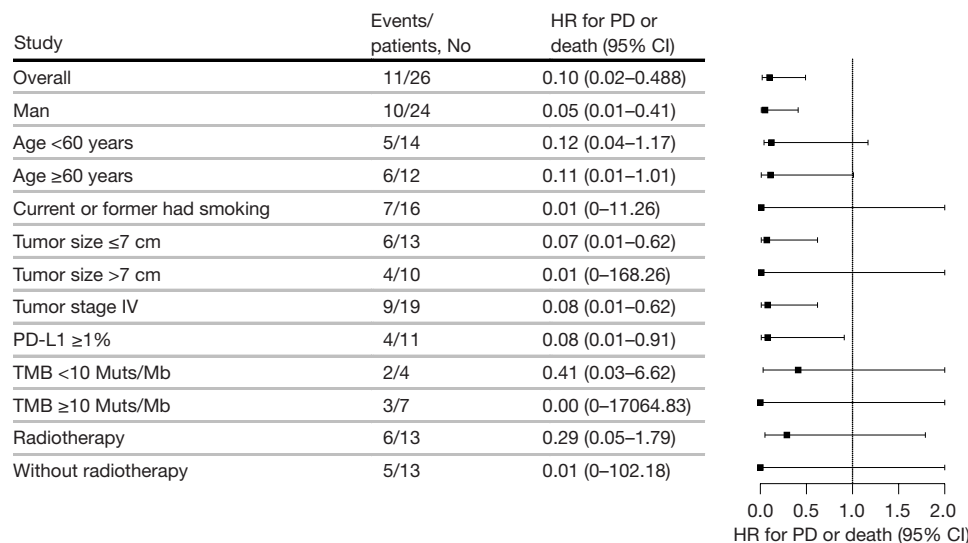 Study Events/ patients, No HR for PD or death (95% CI)
Overall 11/26 0.10 (0.02–0.488)
Man 10/24 0.05 (0.01–0.41)
Age <60 years 5/14 0.12 (0.04–1.17)
Age ≥60 years 6/12 0.11 (0.01–1.01)
Current or former had smoking 7/16 0.01 (0–11.26)
Tumor size ≤7 cm 6/13 0.07 (0.01–0.62)
Tumor size >7 cm 4/10 0.01 (0–168.26)
Tumor stage IV 9/19 0.08 (0.01–0.62)
PD-L1 ≥1% 4/11 0.08 (0.01–0.91)
TMB <10 Muts/Mb 2/4 0.41 (0.03–6.62)
TMB ≥10 Muts/Mb 3/7 0.00 (0–17064.83)
Radiotherapy 6/13 0.29 (0.05–1.79)
Without radiotherapy 5/13 0.01 (0–102.18)
0.0 0.5 1.0 1.5 2.0
HR for PD or death (95% CI)